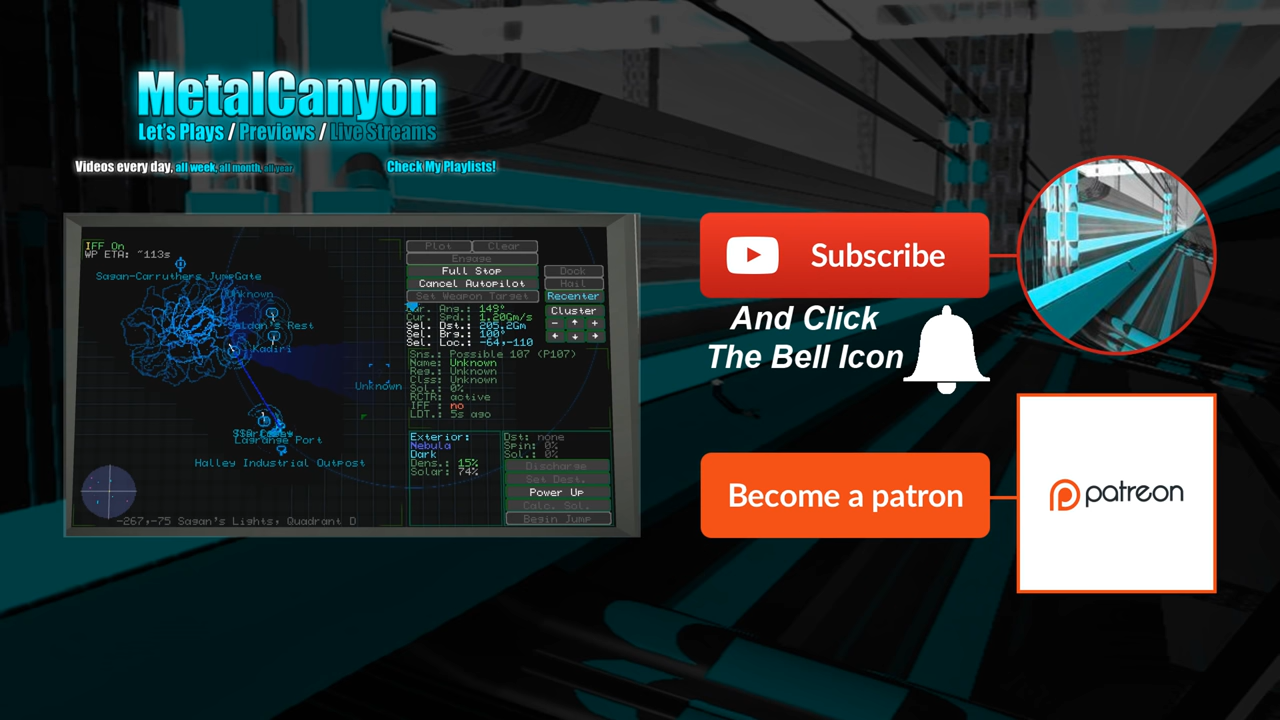 MetalCanyon
Let's Plays / Previews / Live Streams
Videos every day, all week, all month, all year
Check My Playlists!
IFF On
WP ETA: ~113s
Sagan-Carruthers JumpGate
Unknown
Saldan's Rest
Kadiri
Unknown
Lagrange Port
Halley Industrial Outpost
-267,-75 Sagan's Lights, Quadrant D
Plot Clear
Engage
Full Stop
Cancel Autopilot
Set Weapon Target
Dock
Hail
Recenter
Cluster
- ↑ +
← ↓ →
Cur. Ang.: 149°
Cur. Spd.: 1.20Gm/s
Sel. Dst.: 205.2Gm
Sel. Brg.: 100°
Sel. Loc.: -64,-110
Sns.: Possible 107 (P107)
Name: Unknown
Reg.: Unknown
Clss: Unknown
Sol.: 0%
RCTR: active
IFF : no
LDT.: 5s ago
Exterior:
Nebula
Dark
Dens.: 15%
Solar: 74%
Dst: none
Spin: 0%
Sol.: 0%
Discharge
Set Dest.
Power Up
Calc. Sol.
Begin Jump
Subscribe
And Click
The Bell Icon
Become a patron
patreon